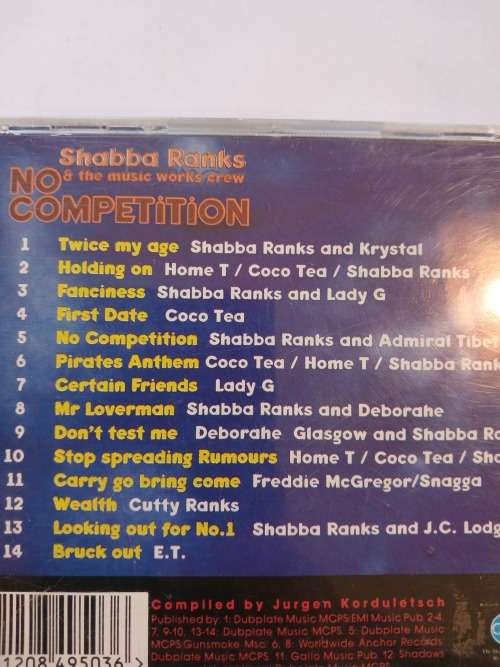 Shabba Ranks
& the music works crew
NO
COMPETITION
1 Twice my age Shabba Ranks and Krystal
2 Holding on Home T / Coco Tea / Shabba Ranks
3 Fanciness Shabba Ranks and Lady G
4 First Date Coco Tea
5 No Competition Shabba Ranks and Admiral Tibet
6 Pirates Anthem Coco Tea / Home T / Shabba Rank
7 Certain Friends Lady G
8 Mr Loverman Shabba Ranks and Deborahe
9 Don't test me Deborahe Glasgow and Shabba Ra
10 Stop spreading Rumours Home T / Coco Tea / Sha
11 Carry go bring come Freddie McGregor/Snagga
12 Wealth Cutty Ranks
13 Looking out for No.1 Shabba Ranks and J.C. Lodg
14 Bruck out E.T.
Compiled by Jurgen Korduletsch
Published by: 1: Dubplate Music MCPS/EMI Music Pub. 2-4,
7, 9-10, 13-14: Dubplate Music MCPS. 5: Dubplate Music
MCPS/Gunsmoke Msc. 6, 8: Worldwide Anchor Records
Dubplate Music MCPS. 11: Gallo Music Pub. 12: Shadows
1208 495036 >